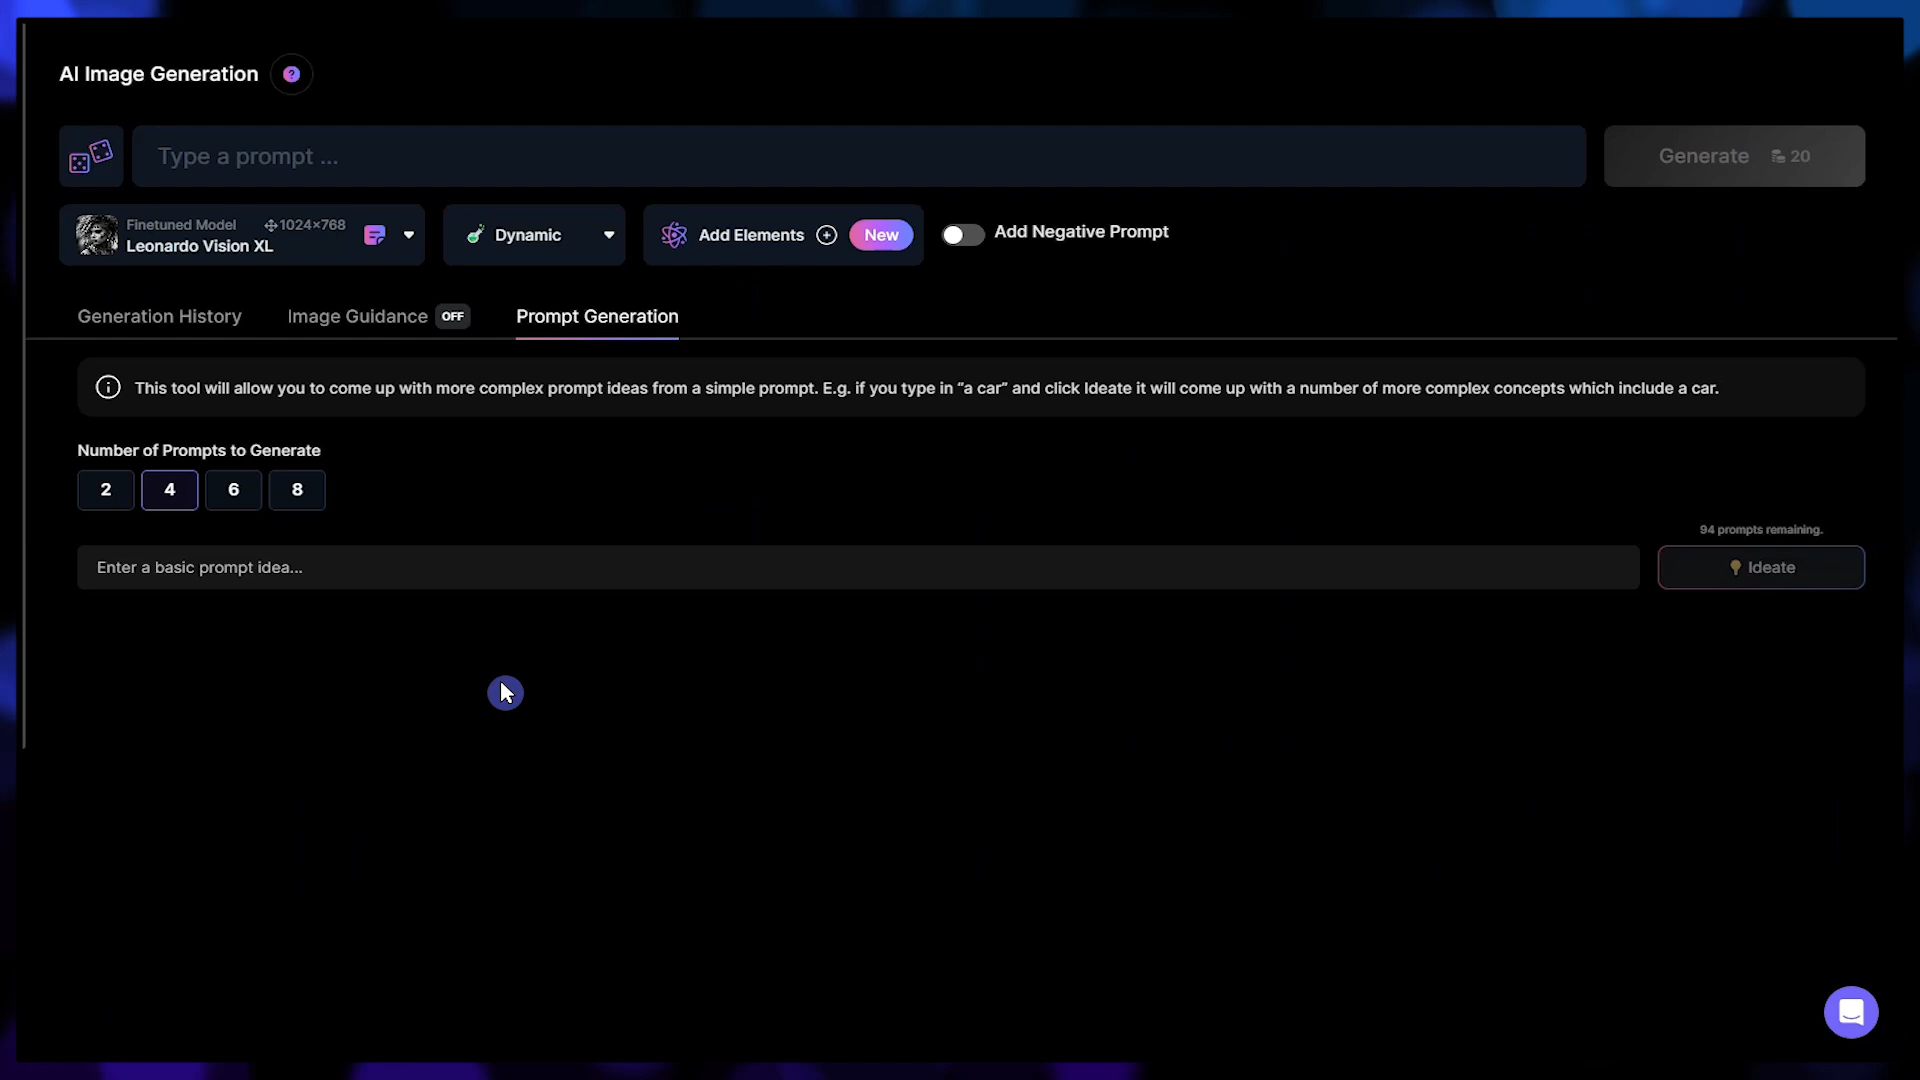 AI Image Generation ?
Type a prompt ...
Generate 20
Finetuned Model 1024×768
Leonardo Vision XL
Dynamic
Add Elements
New
Add Negative Prompt
Generation History
Image Guidance OFF
Prompt Generation
This tool will allow you to come up with more complex prompt ideas from a simple prompt. E.g. if you type in “a car” and click Ideate it will come up with a number of more complex concepts which include a car.
Number of Prompts to Generate
2 4 6 8
94 prompts remaining.
Enter a basic prompt idea...
Ideate